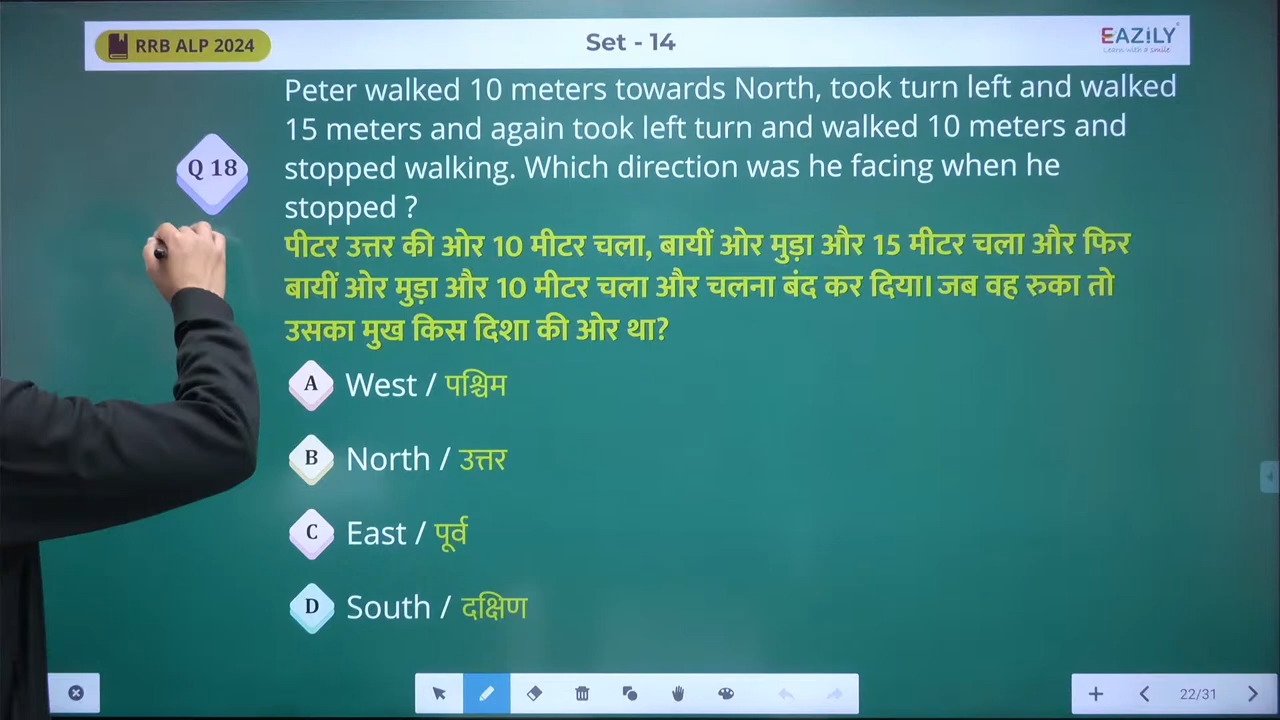 RRB ALP 2024
Set - 14
EAZILY
Learn with a smile
Q 18
Peter walked 10 meters towards North, took turn left and walked
15 meters and again took left turn and walked 10 meters and
stopped walking. Which direction was he facing when he
stopped ?
पीटर उत्तर की ओर 10 मीटर चला, बायीं ओर मुड़ा और 15 मीटर चला और फिर
बायीं ओर मुड़ा और 10 मीटर चला और चलना बंद कर दिया। जब वह रुका तो
उसका मुख किस दिशा की ओर था?
A West / पश्चिम
B North / उत्तर
C East / पूर्व
D South / दक्षिण
22/31